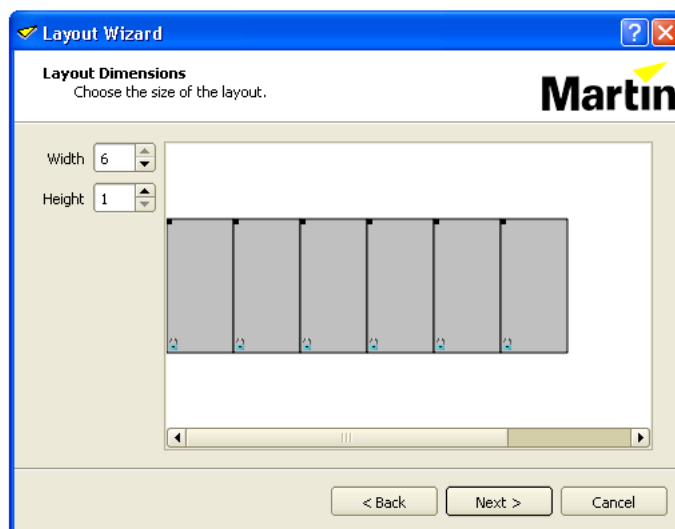 Layout Wizard
Layout Dimensions
Choose the size of the layout.
Martin
Width 6
Height 1
< Back Next > Cancel